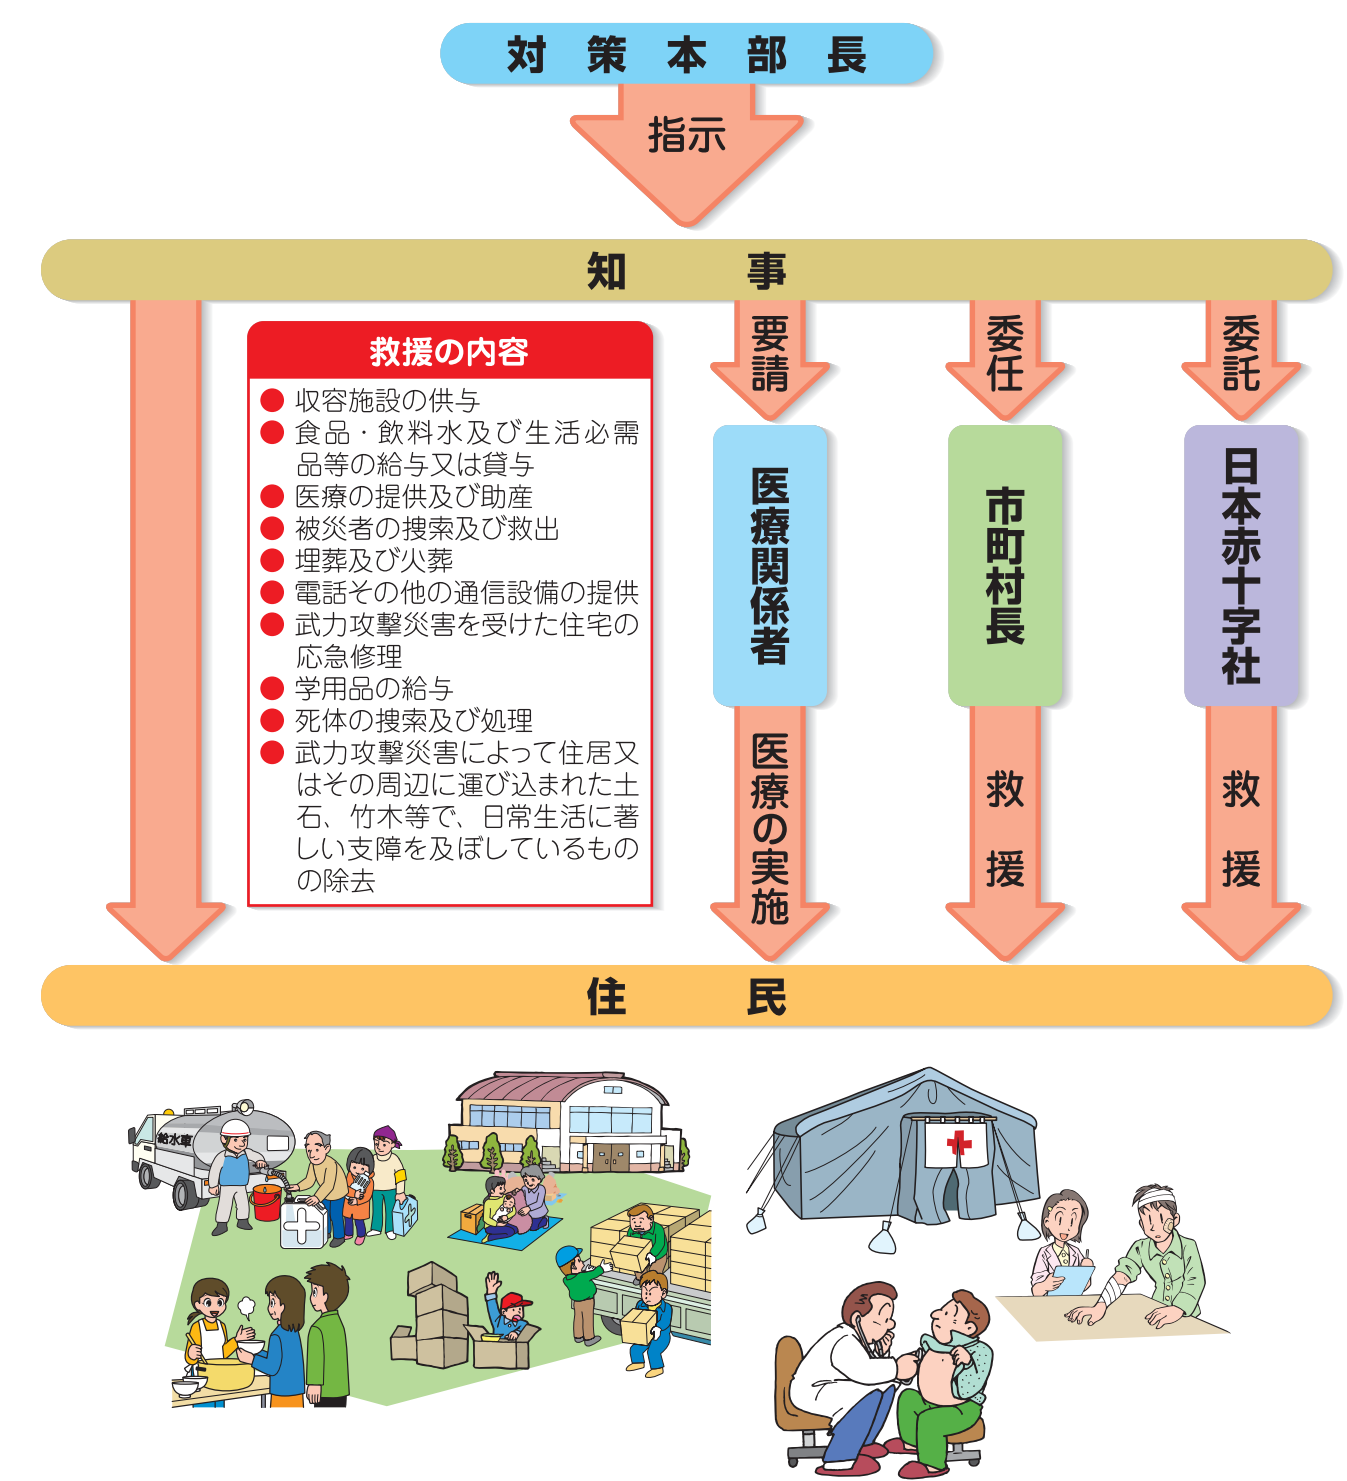 対策本部長
指示
知事
救援の内容
● 収容施設の供与
● 食品・飲料水及び生活必需
品等の給与又は貸与
● 医療の提供及び助産
● 被災者の捜索及び救出
● 埋葬及び火葬
● 電話その他の通信設備の提供
● 武力攻撃災害を受けた住宅の
応急修理
● 学用品の給与
● 死体の捜索及び処理
● 武力攻撃災害によって住居又
はその周辺に運び込まれた土
石、竹木等で、日常生活に著
しい支障を及ぼしているもの
の除去
要請
医療関係者
医療の実施
委任
市町村長
救援
委託
日本赤十字社
救援
住民
給水車